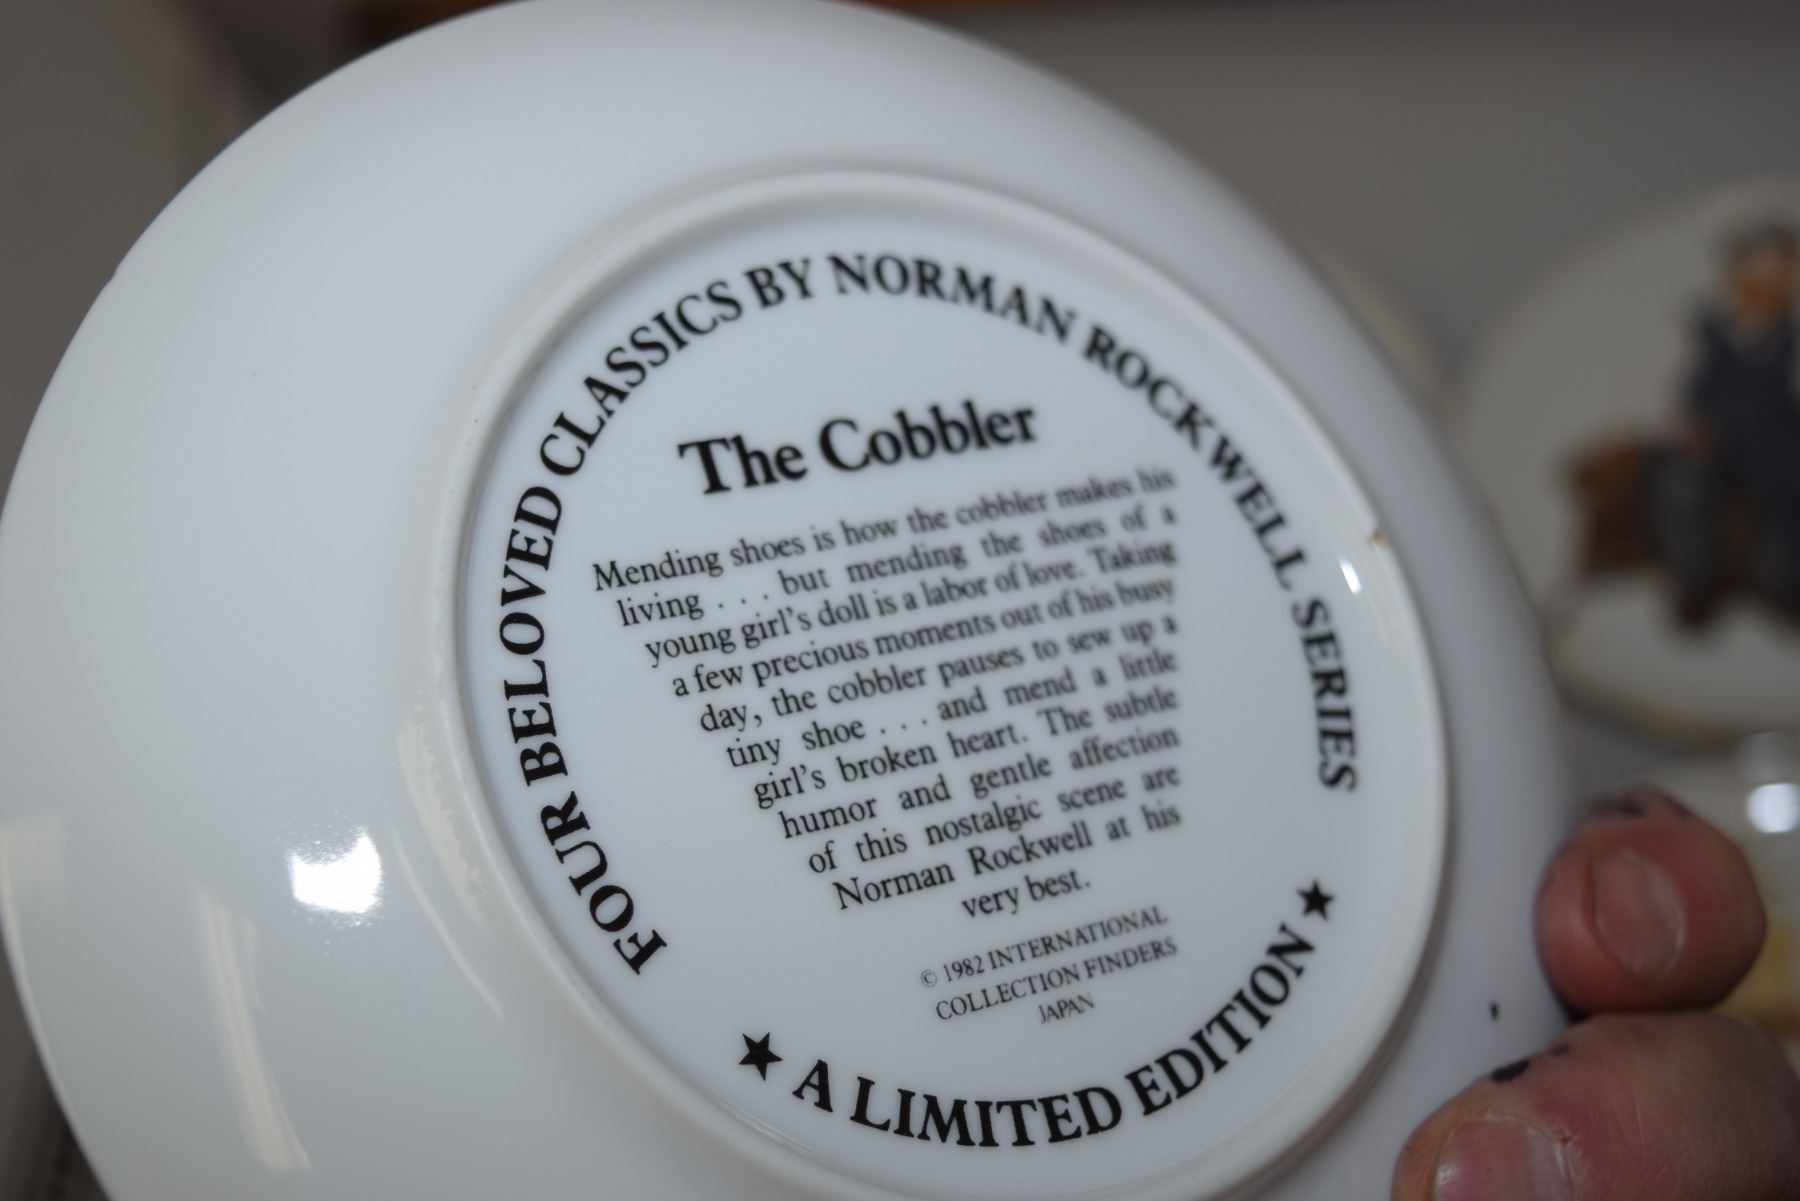 FOUR BELOVED CLASSICS BY NORMAN ROCKWELL SERIES
The Cobbler
Mending shoes is how the cobbler makes his
living . . . but mending the shoes of a
young girl's doll is a labor of love. Taking
a few precious moments out of his busy
day, the cobbler pauses to sew up a
tiny shoe . . . and mend a little
girl's broken heart. The subtle
humor and gentle affection
of this nostalgic scene are
Norman Rockwell at his
very best.
© 1982 INTERNATIONAL
COLLECTION FINDERS
JAPAN
★ A LIMITED EDITION ★